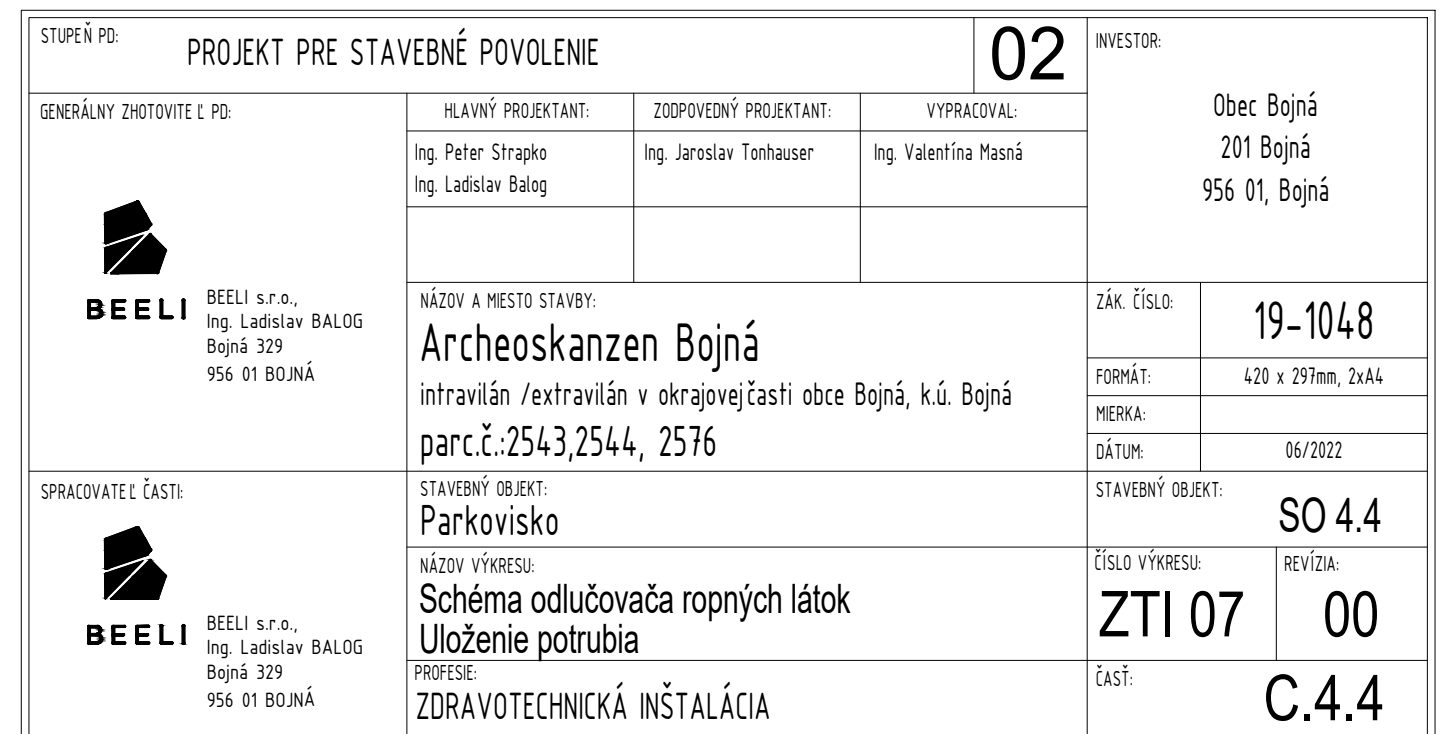 STUPEŇ PD:
PROJEKT PRE STAVEBNÉ POVOLENIE
02
INVESTOR:
Obec Bojná
201 Bojná
956 01, Bojná
GENERÁLNY ZHOTOVITEĽ PD:
HLAVNÝ PROJEKTANT:
ZODPOVEDNÝ PROJEKTANT:
VYPRACOVAL:
Ing. Peter Strapko
Ing. Ladislav Balog
Ing. Jaroslav Tonhauser
Ing. Valentína Masná
BEELI
BEELI s.r.o.,
Ing. Ladislav BALOG
Bojná 329
956 01 BOJNÁ
NÁZOV A MIESTO STAVBY:
Archeoskanzen Bojná
intravilán /extravilán v okrajovej časti obce Bojná, k.ú. Bojná
parc.č.:2543,2544, 2576
ZÁK. ČÍSLO:
19-1048
FORMÁT:
420 x 297mm, 2xA4
MIERKA:
DÁTUM:
06/2022
SPRACOVATEĽ ČASTI:
BEELI
BEELI s.r.o.,
Ing. Ladislav BALOG
Bojná 329
956 01 BOJNÁ
STAVEBNÝ OBJEKT:
Parkovisko
STAVEBNÝ OBJEKT:
SO 4.4
NÁZOV VÝKRESU:
Schéma odlučovača ropných látok
Uloženie potrubia
ČÍSLO VÝKRESU:
ZTI 07
REVÍZIA:
00
PROFESIE:
ZDRAVOTECHNICKÁ INŠTALÁCIA
ČASŤ:
C.4.4